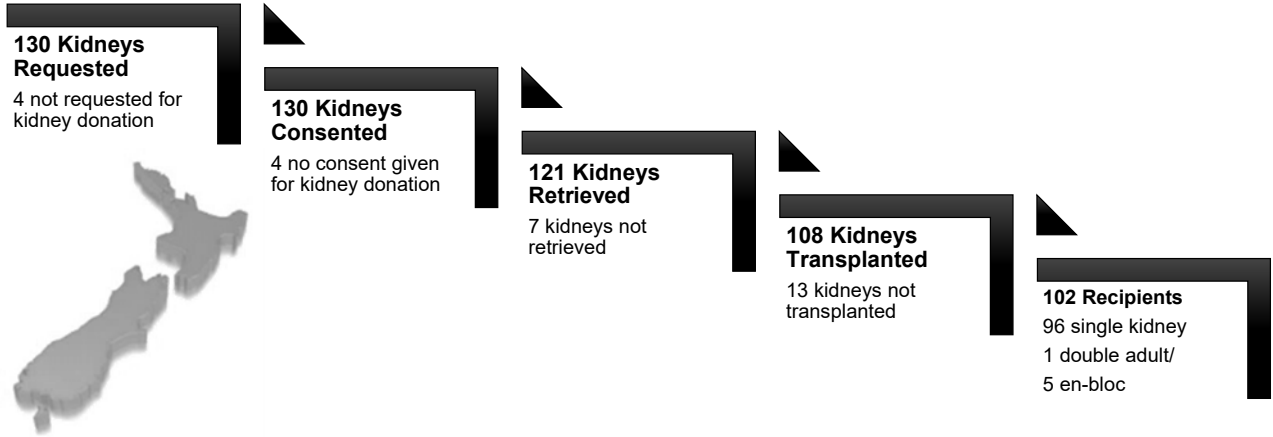 130 Kidneys
Requested
4 not requested for
kidney donation
130 Kidneys
Consented
4 no consent given
for kidney donation
121 Kidneys
Retrieved
7 kidneys not
retrieved
108 Kidneys
Transplanted
13 kidneys not
transplanted
102 Recipients
96 single kidney
1 double adult/
5 en-bloc